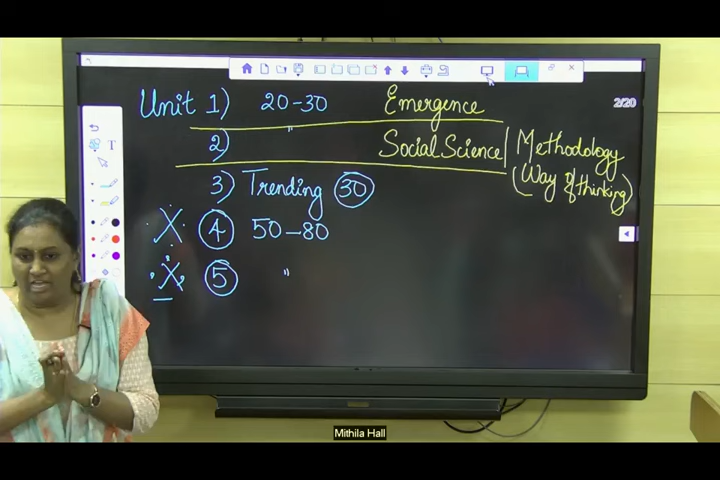 Unit 1) 20-30 Emergence
2) " Social Science | Methodology
(Way of thinking)
3) Trending 30
X 4 50-80
X 5 "
2/20
T
Mithila Hall